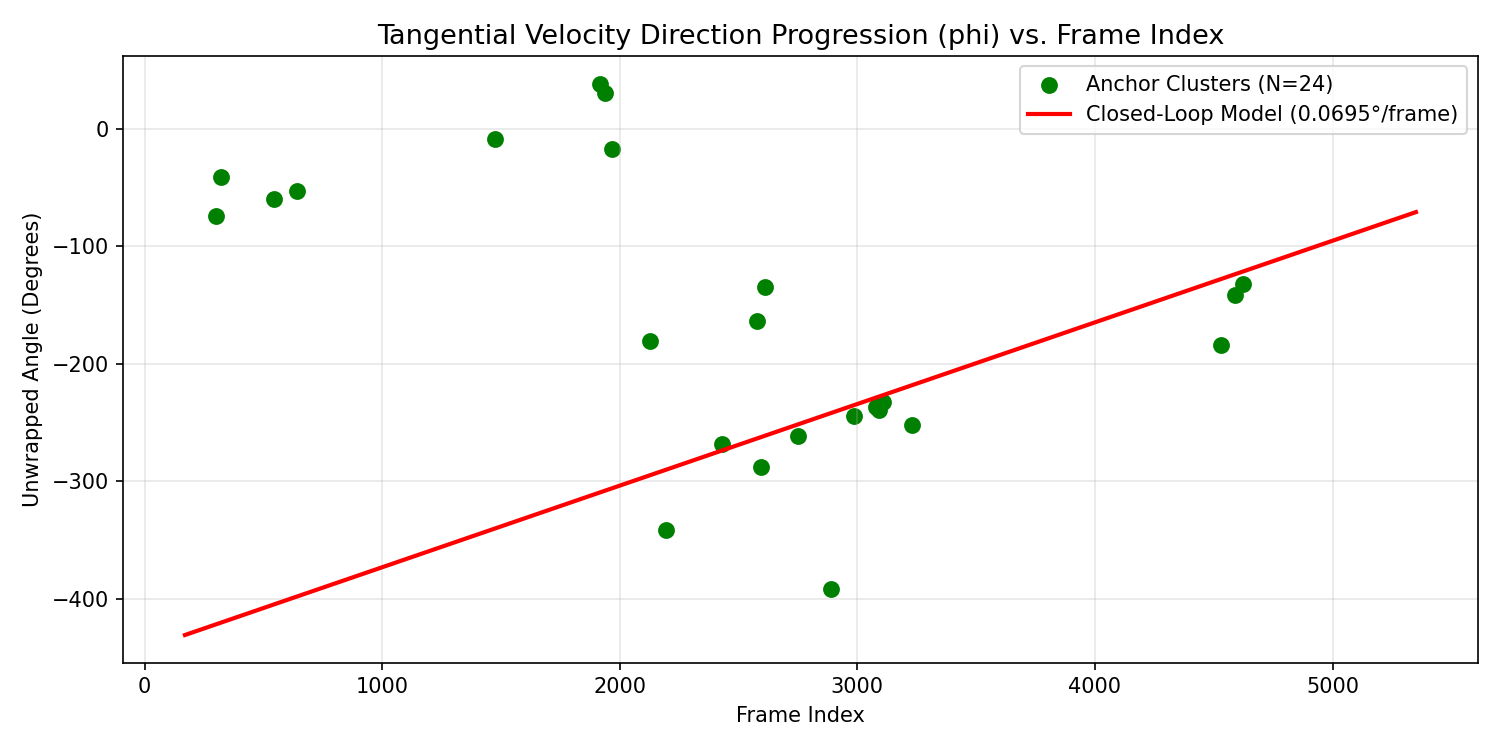 Tangential Velocity Direction Progression (phi) vs. Frame Index
Anchor Clusters (N=24)
Closed-Loop Model (0.0695°/frame)
Unwrapped Angle (Degrees)
0
−100
−200
−300
−400
0 1000 2000 3000 4000 5000
Frame Index